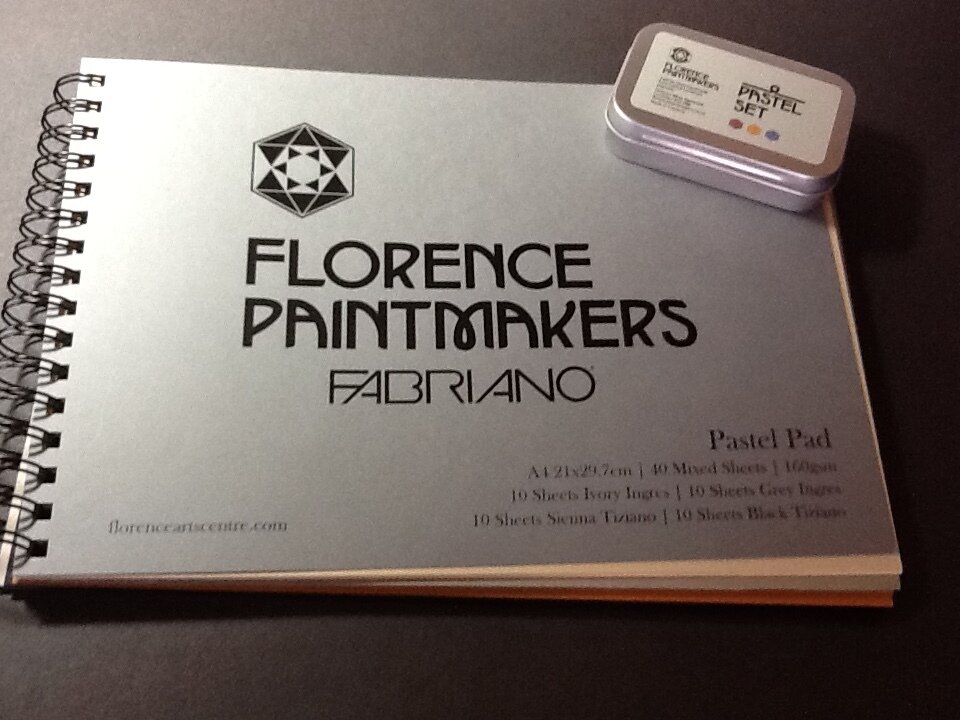 FLORENCE
PAINTMAKERS
FABRIANO
Pastel Pad
A4 21x29.7cm | 40 Mixed Sheets | 160gsm
10 Sheets Ivory Ingres | 10 Sheets Grey Ingres
10 Sheets Sienna Tiziano | 10 Sheets Black Tiziano
florenceartscentre.com
FLORENCE
PAINTMAKERS
PASTEL
SET